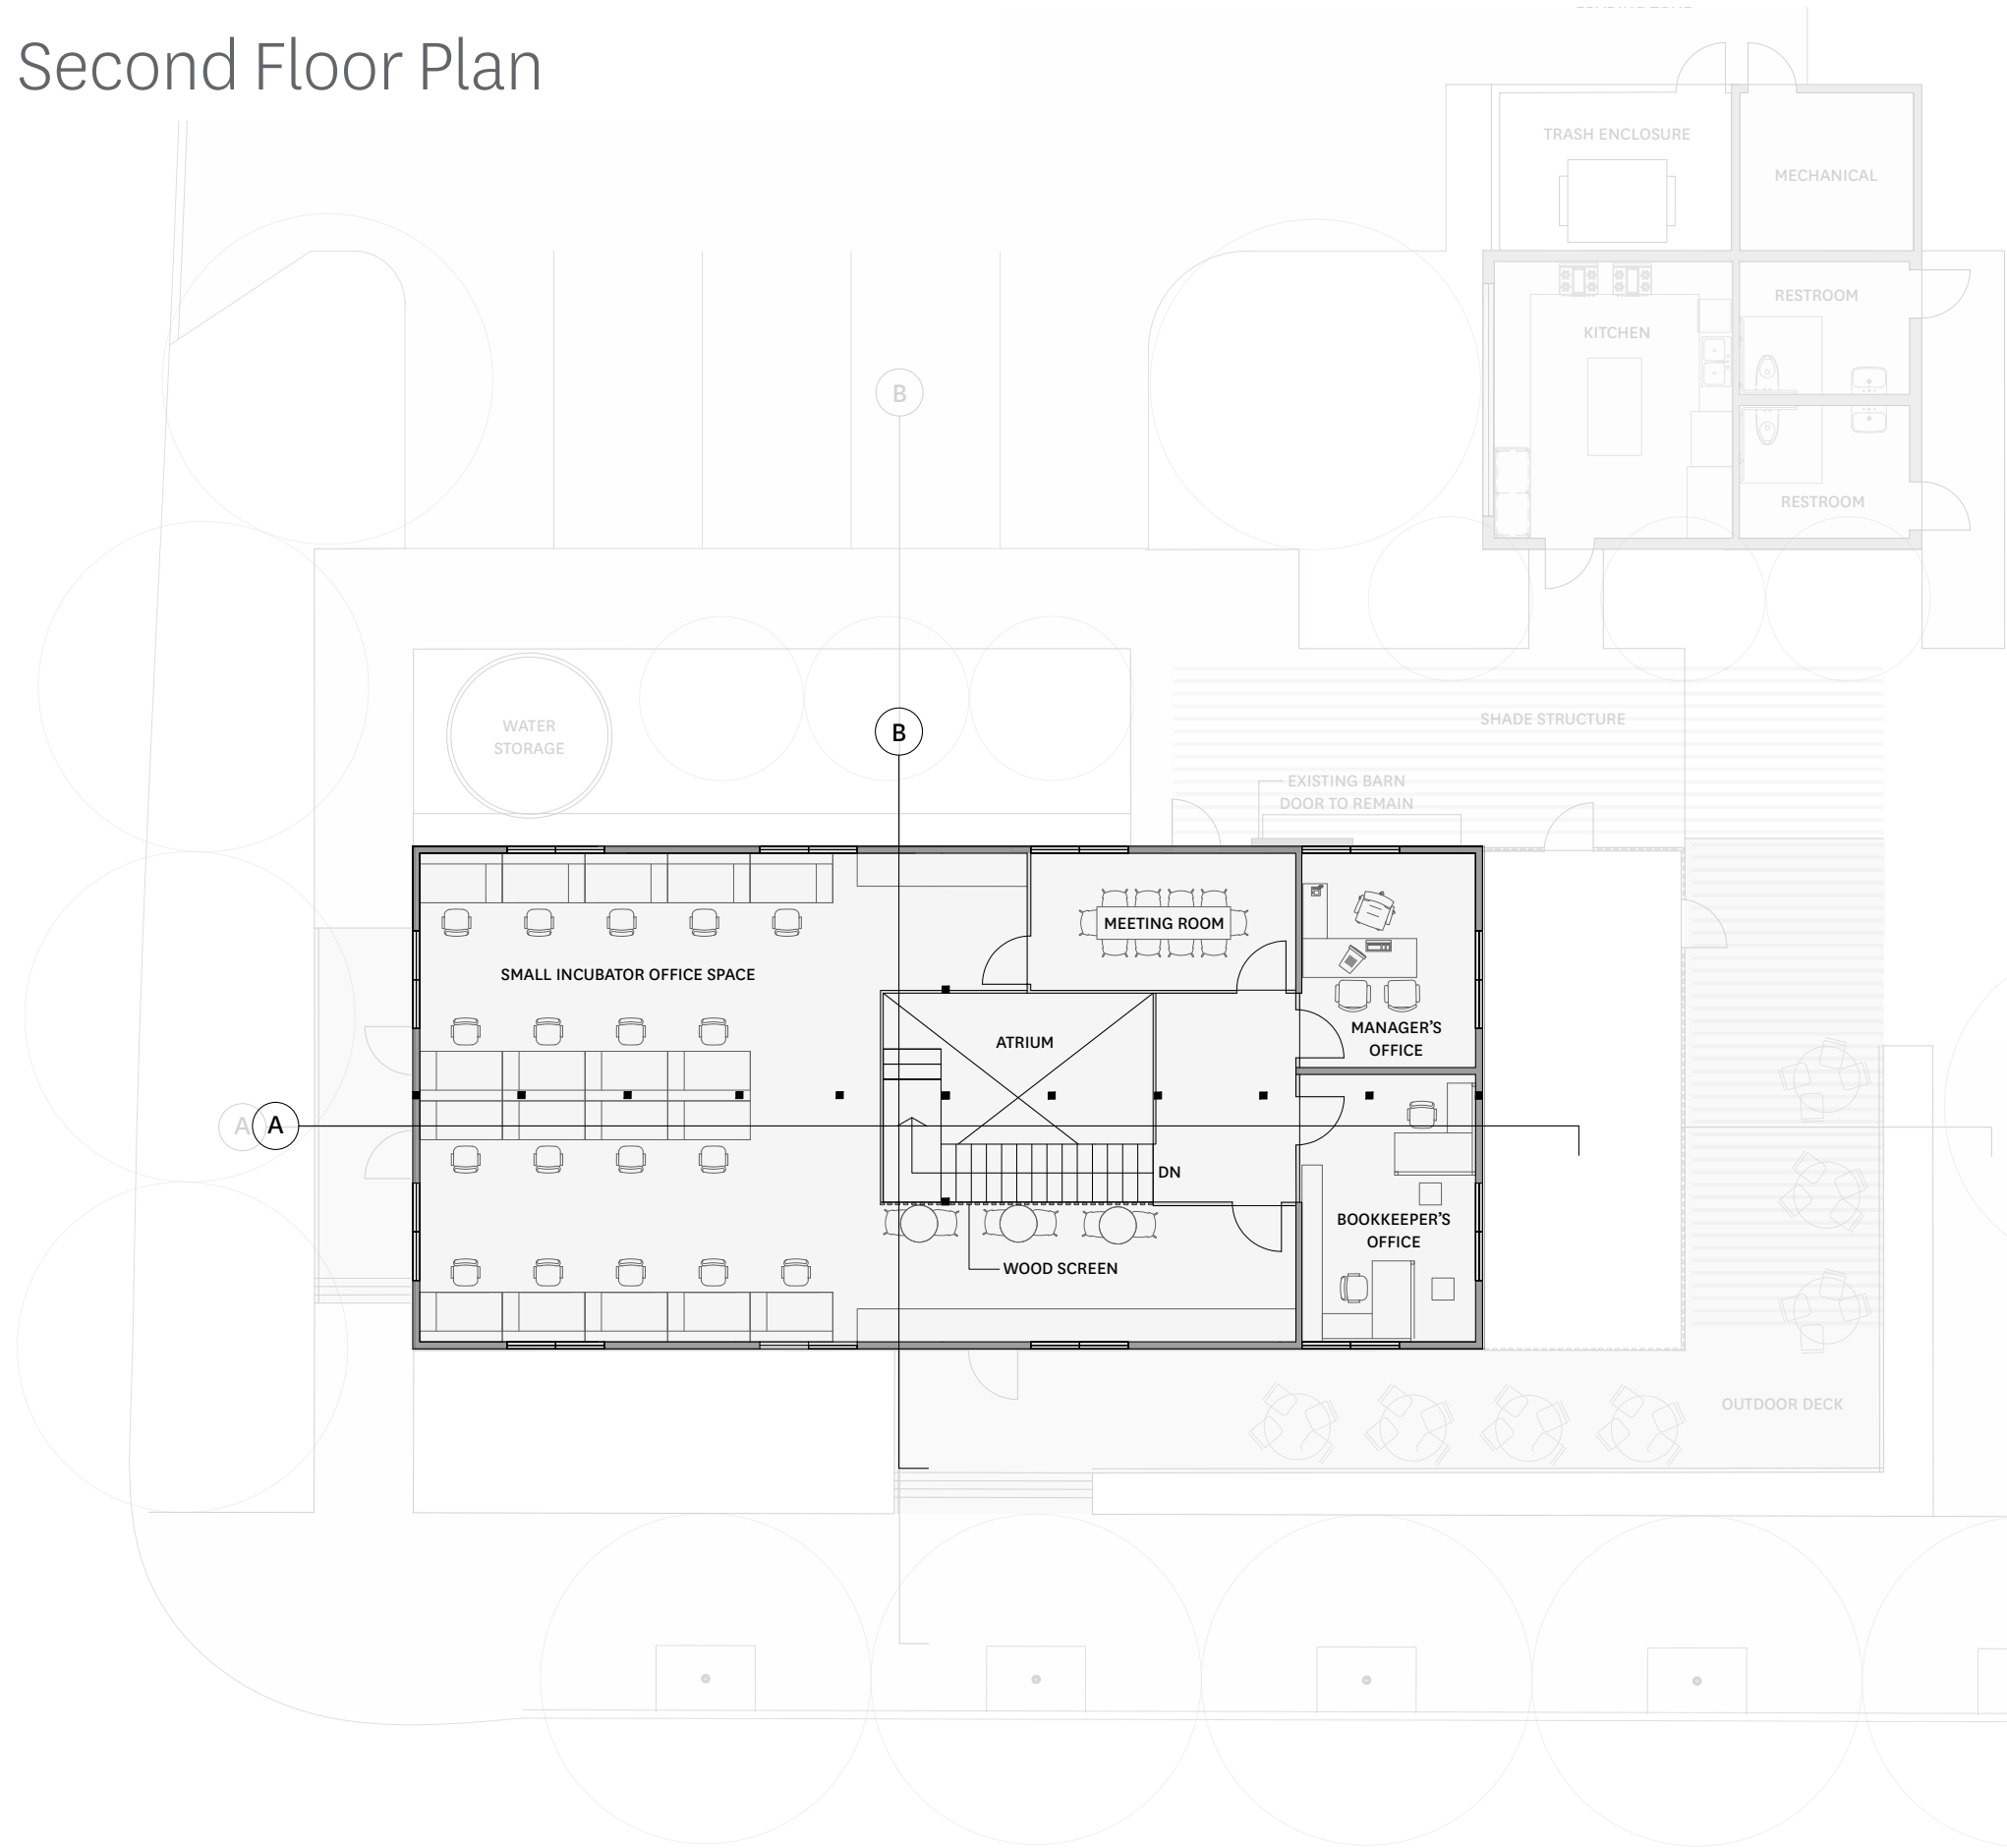 Second Floor Plan
TRASH ENCLOSURE
MECHANICAL
RESTROOM
KITCHEN
B
RESTROOM
WATER
STORAGE
B
SHADE STRUCTURE
EXISTING BARN
DOOR TO REMAIN
MEETING ROOM
SMALL INCUBATOR OFFICE SPACE
ATRIUM
MANAGER’S
OFFICE
A
A
DN
BOOKKEEPER’S
OFFICE
WOOD SCREEN
OUTDOOR DECK